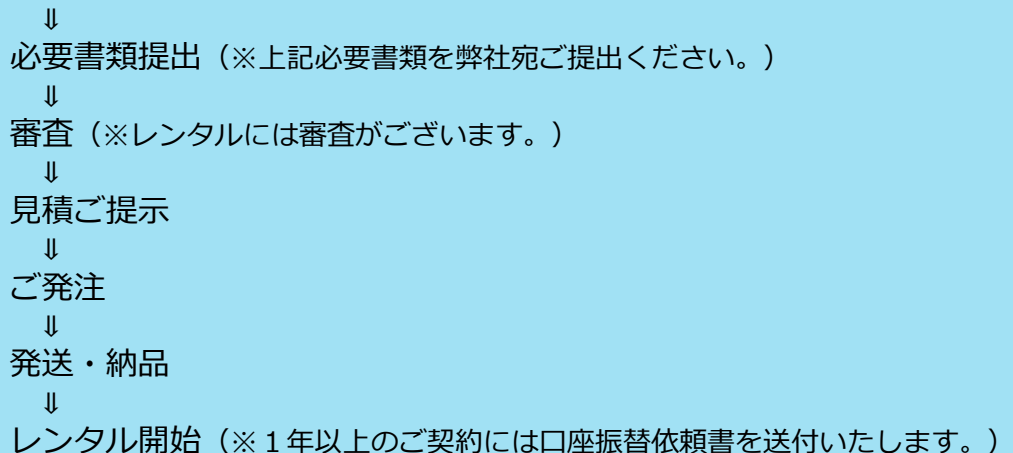 ⇓
必要書類提出（※上記必要書類を弊社宛ご提出ください。）
⇓
審査（※レンタルには審査がございます。）
⇓
見積ご提示
⇓
ご発注
⇓
発送・納品
⇓
レンタル開始（※１年以上のご契約には口座振替依頼書を送付いたします。）